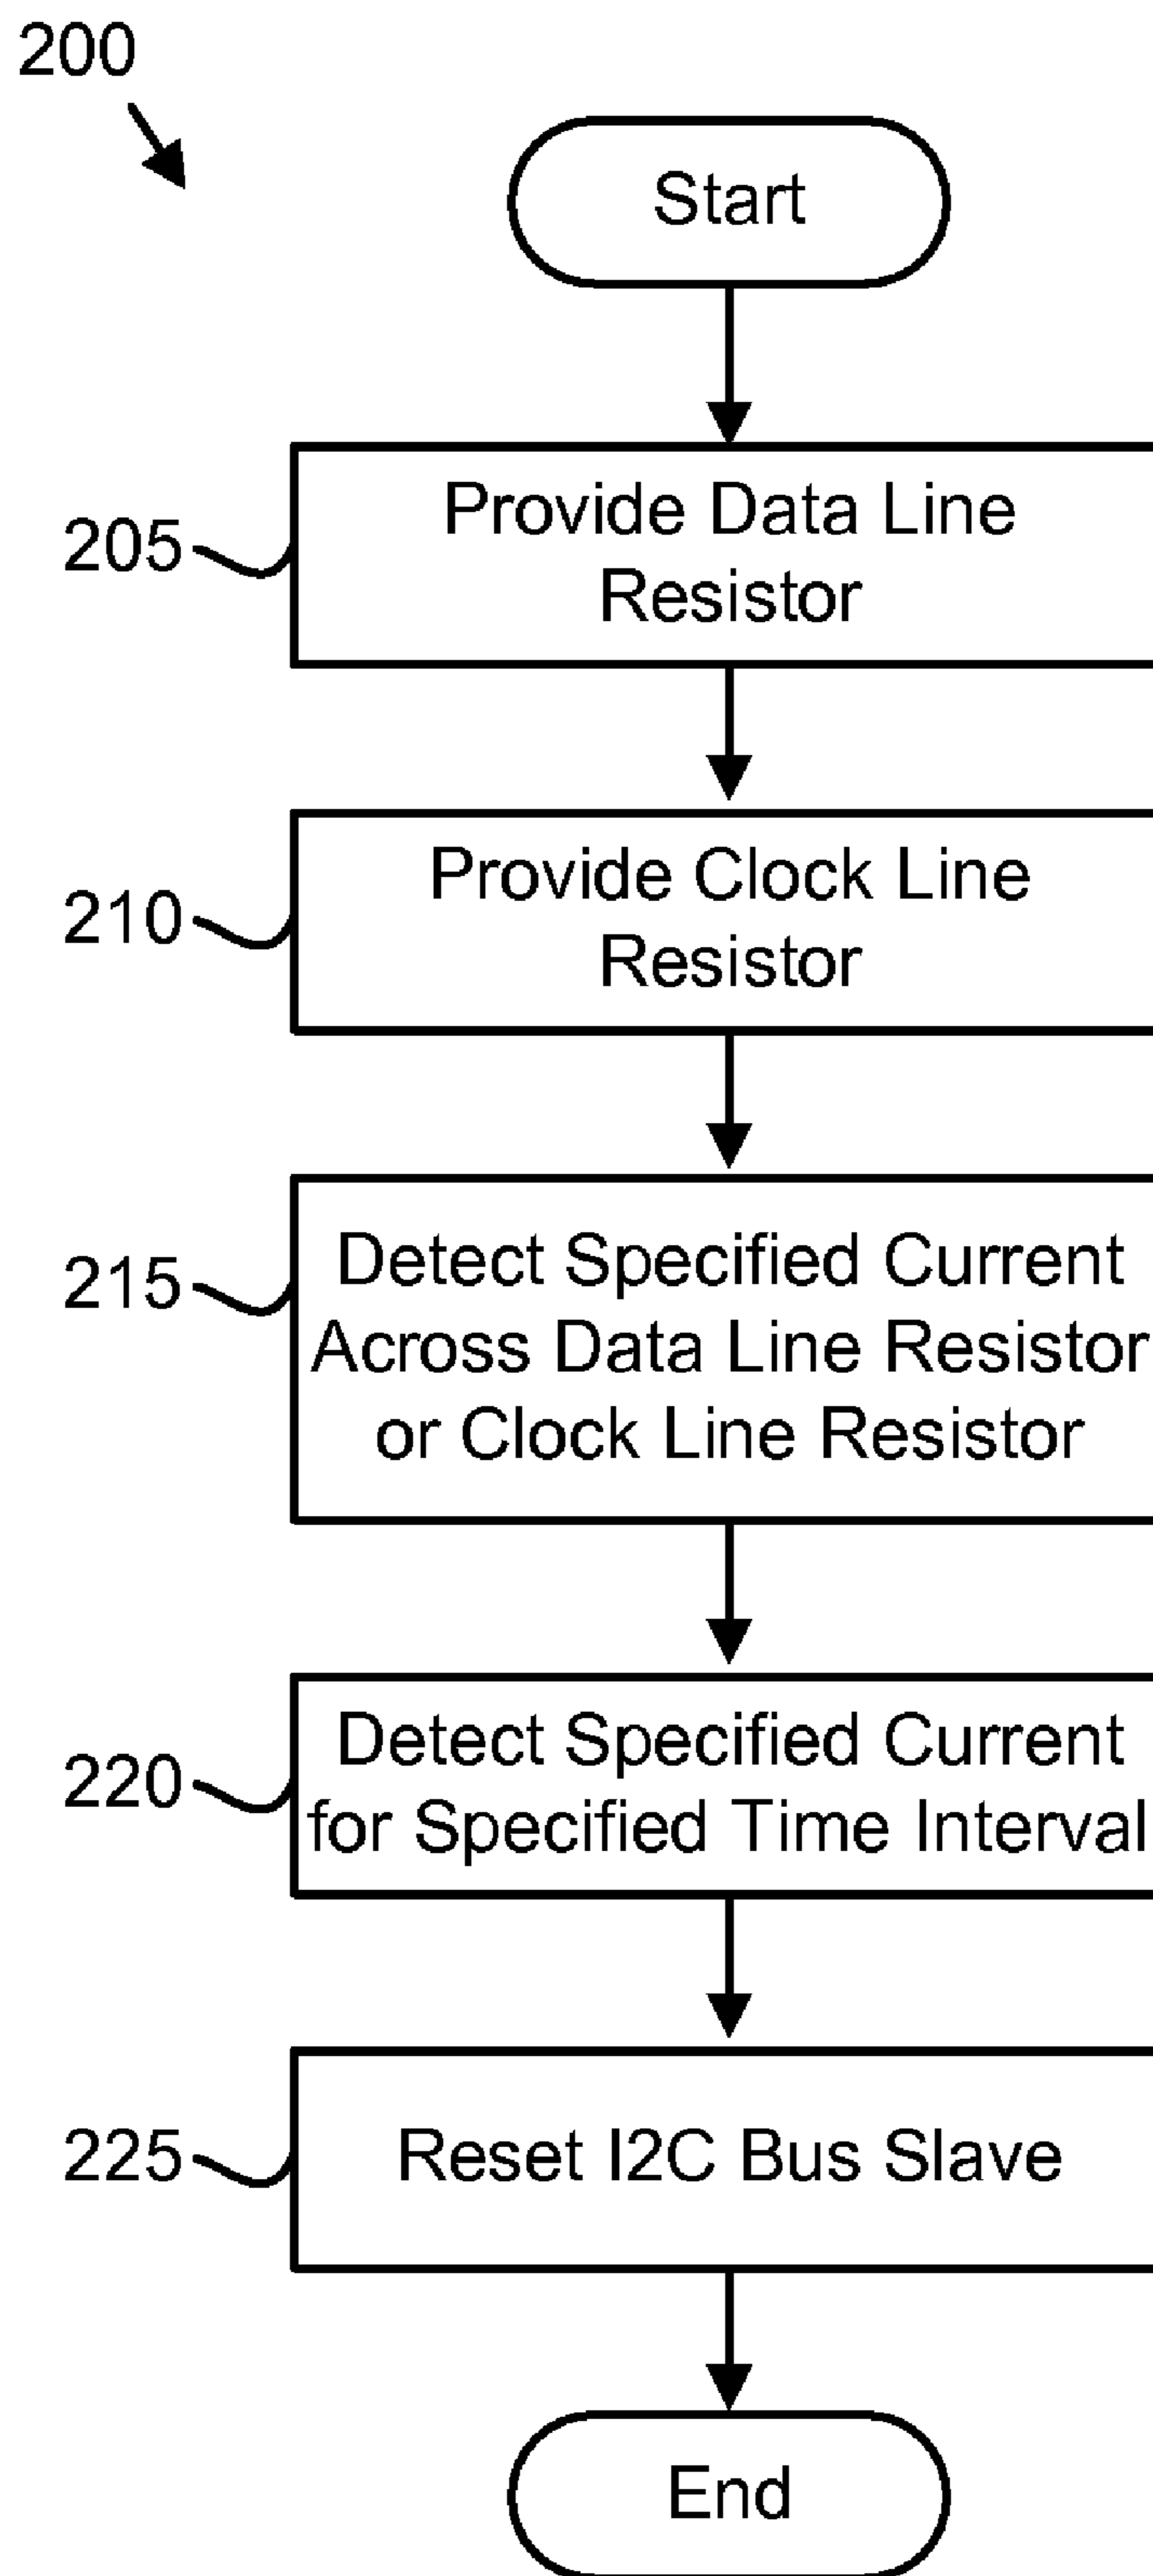 200
Start
205
Provide Data Line
Resistor
210
Provide Clock Line
Resistor
215
Detect Specified Current
Across Data Line Resistor
or Clock Line Resistor
220
Detect Specified Current
for Specified Time Interval
225
Reset I2C Bus Slave
End